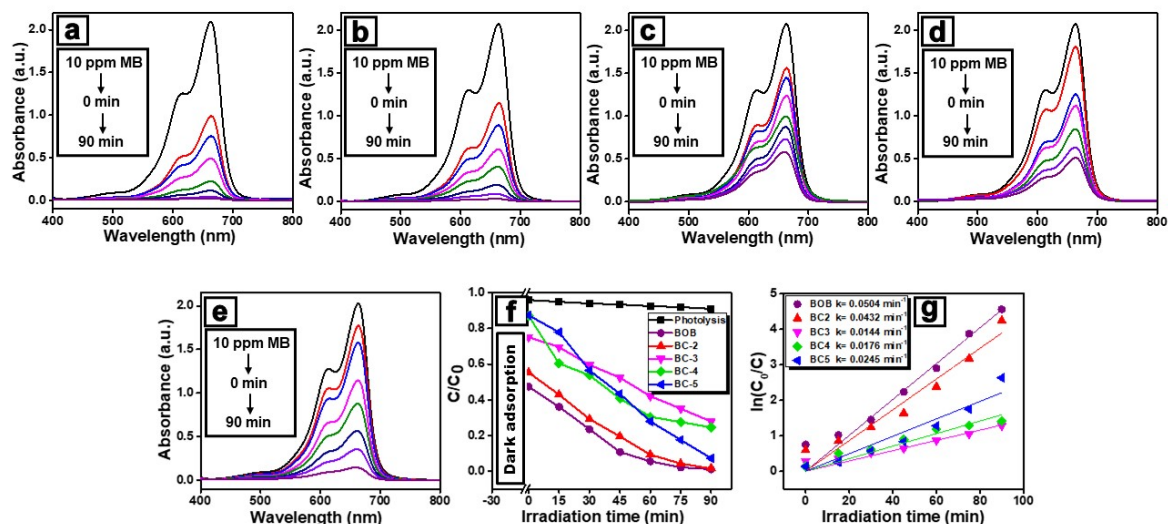 a
2.0
1.5
1.0
0.5
0.0
Absorbance (a.u.)
10 ppm MB
0 min
90 min
400 500 600 700 800
Wavelength (nm)
b
2.0
1.5
1.0
0.5
0.0
Absorbance (a.u.)
10 ppm MB
0 min
90 min
400 500 600 700 800
Wavelength (nm)
c
2.0
1.5
1.0
0.5
0.0
Absorbance (a.u.)
10 ppm MB
0 min
90 min
400 500 600 700 800
Wavelength (nm)
d
2.0
1.5
1.0
0.5
0.0
Absorbance (a.u.)
10 ppm MB
0 min
90 min
400 500 600 700 800
Wavelength (nm)
e
2.0
1.5
1.0
0.5
0.0
Absorbance (a.u.)
10 ppm MB
0 min
90 min
400 500 600 700 800
Wavelength (nm)
f
1.0
0.8
0.6
0.4
0.2
0.0
C/C₀
Dark adsorption
Photolysis
BOB
BC-2
BC-3
BC-4
BC-5
-30 0 15 30 45 60 75 90
Irradiation time (min)
g
5
4
3
2
1
0
ln(C₀/C)
BOB k= 0.0504 min⁻¹
BC2 k= 0.0432 min⁻¹
BC3 k= 0.0144 min⁻¹
BC4 k= 0.0176 min⁻¹
BC5 k= 0.0245 min⁻¹
0 20 40 60 80 100
Irradiation time (min)